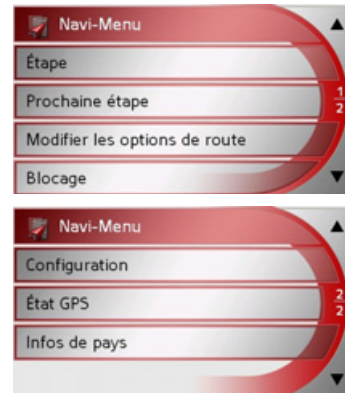 Navi-Menu
Étape
Prochaine étape
1
2
Modifier les options de route
Blocage
Navi-Menu
Configuration
État GPS
2
2
Infos de pays